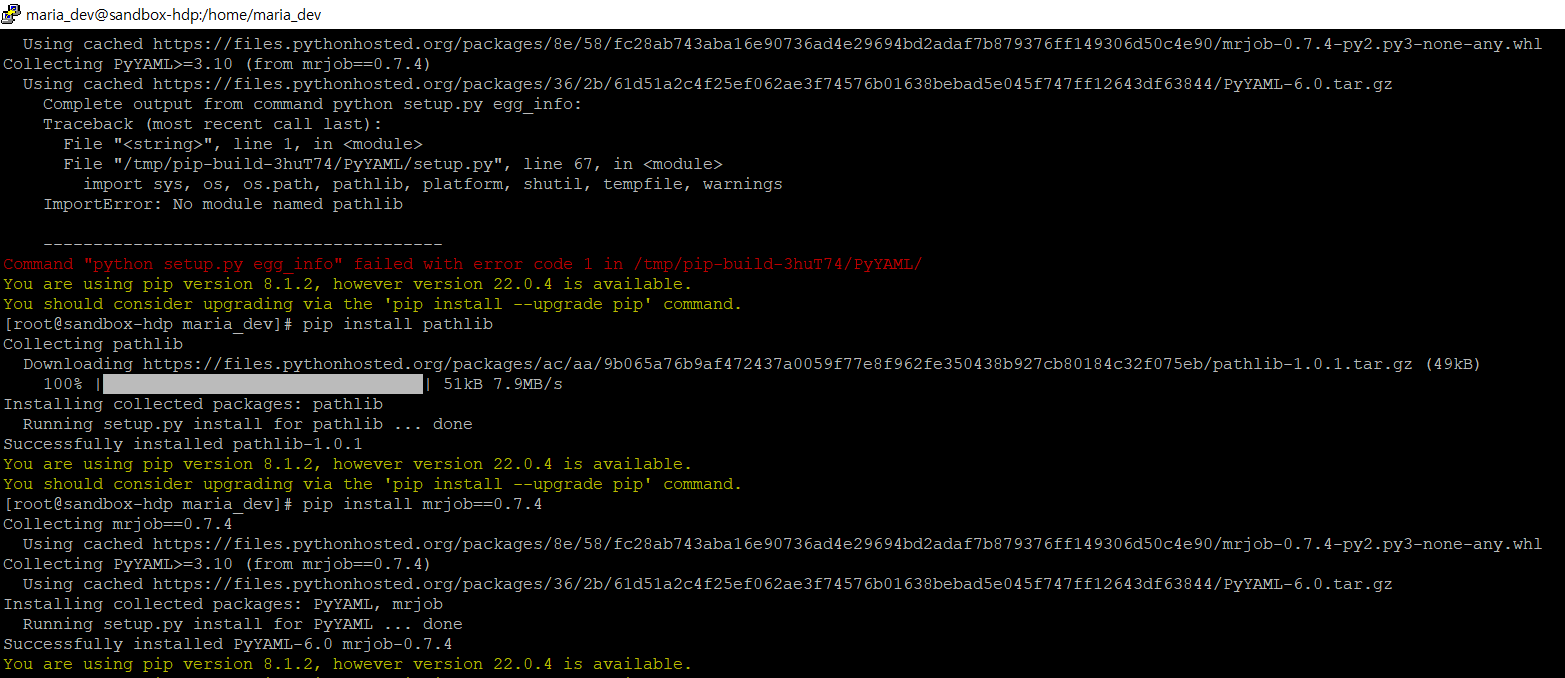 maria_dev@sandbox-hdp:/home/maria_dev
Using cached https://files.pythonhosted.org/packages/8e/58/fc28ab743aba16e90736ad4e29694bd2adaf7b879376ff149306d50c4e90/mrjob-0.7.4-py2.py3-none-any.whl
Collecting PyYAML>=3.10 (from mrjob==0.7.4)
Using cached https://files.pythonhosted.org/packages/36/2b/61d51a2c4f25ef062ae3f74576b01638bebad5e045f747ff12643df63844/PyYAML-6.0.tar.gz
Complete output from command python setup.py egg_info:
Traceback (most recent call last):
File "<string>", line 1, in <module>
File "/tmp/pip-build-3huT74/PyYAML/setup.py", line 67, in <module>
import sys, os, os.path, pathlib, platform, shutil, tempfile, warnings
ImportError: No module named pathlib
----------------------------------------
Command "python setup.py egg_info" failed with error code 1 in /tmp/pip-build-3huT74/PyYAML/
You are using pip version 8.1.2, however version 22.0.4 is available.
You should consider upgrading via the 'pip install --upgrade pip' command.
[root@sandbox-hdp maria_dev]# pip install pathlib
Collecting pathlib
Downloading https://files.pythonhosted.org/packages/ac/aa/9b065a76b9af472437a0059f77e8f962fe350438b927cb80184c32f075eb/pathlib-1.0.1.tar.gz (49kB)
100% | | 51kB 7.9MB/s
Installing collected packages: pathlib
Running setup.py install for pathlib ... done
Successfully installed pathlib-1.0.1
You are using pip version 8.1.2, however version 22.0.4 is available.
You should consider upgrading via the 'pip install --upgrade pip' command.
[root@sandbox-hdp maria_dev]# pip install mrjob==0.7.4
Collecting mrjob==0.7.4
Using cached https://files.pythonhosted.org/packages/8e/58/fc28ab743aba16e90736ad4e29694bd2adaf7b879376ff149306d50c4e90/mrjob-0.7.4-py2.py3-none-any.whl
Collecting PyYAML>=3.10 (from mrjob==0.7.4)
Using cached https://files.pythonhosted.org/packages/36/2b/61d51a2c4f25ef062ae3f74576b01638bebad5e045f747ff12643df63844/PyYAML-6.0.tar.gz
Installing collected packages: PyYAML, mrjob
Running setup.py install for PyYAML ... done
Successfully installed PyYAML-6.0 mrjob-0.7.4
You are using pip version 8.1.2, however version 22.0.4 is available.